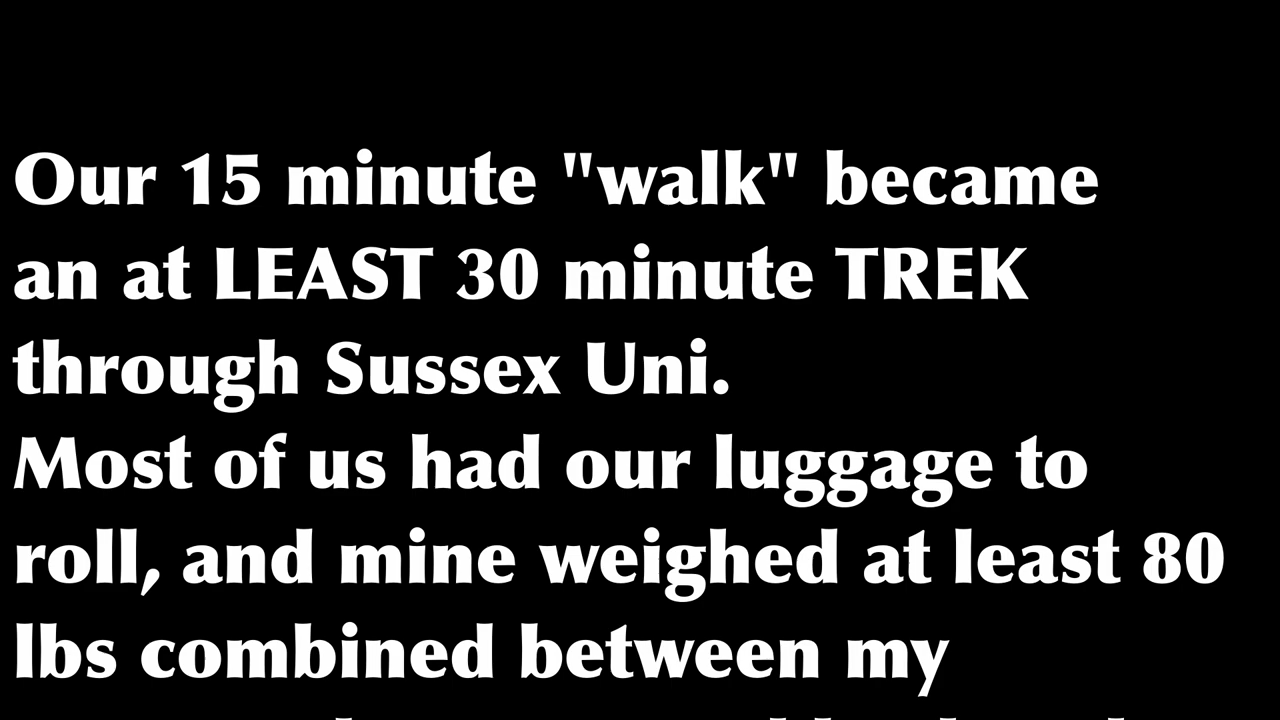 Our 15 minute "walk" became
an at LEAST 30 minute TREK
through Sussex Uni.
Most of us had our luggage to
roll, and mine weighed at least 80
lbs combined between my